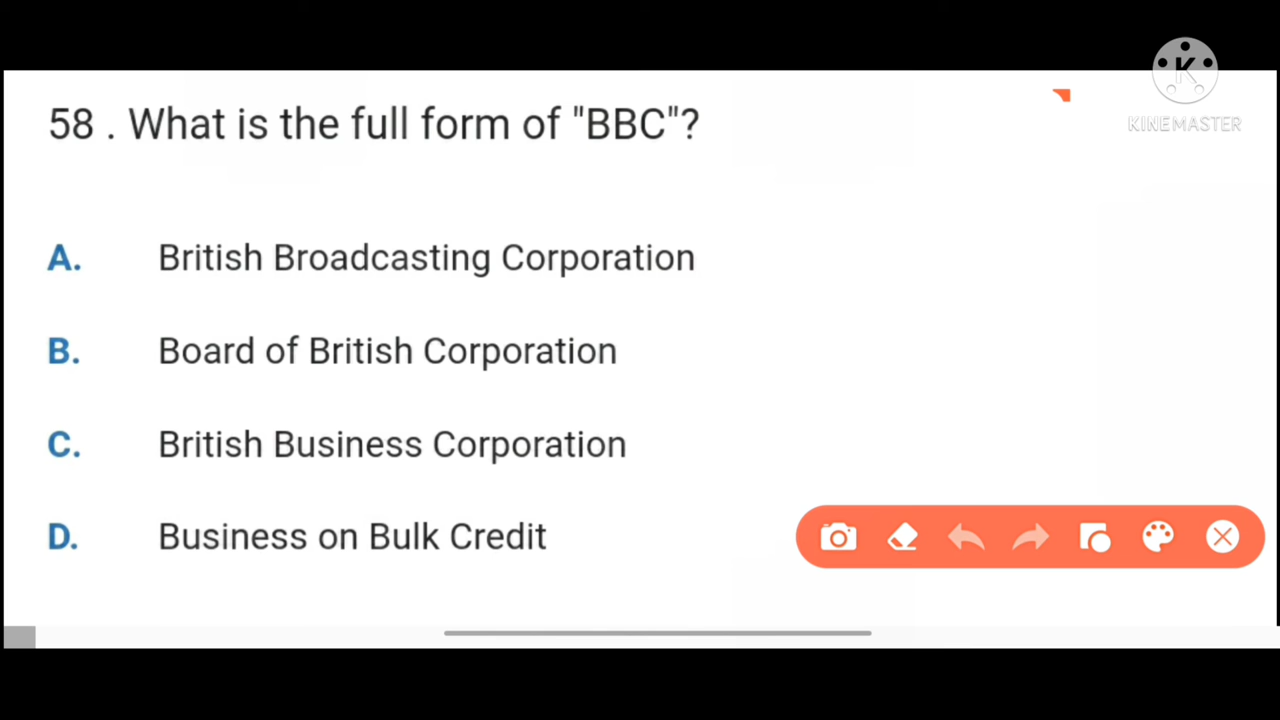 58 . What is the full form of "BBC"?
A. British Broadcasting Corporation
B. Board of British Corporation
C. British Business Corporation
D. Business on Bulk Credit
K
KINEMASTER